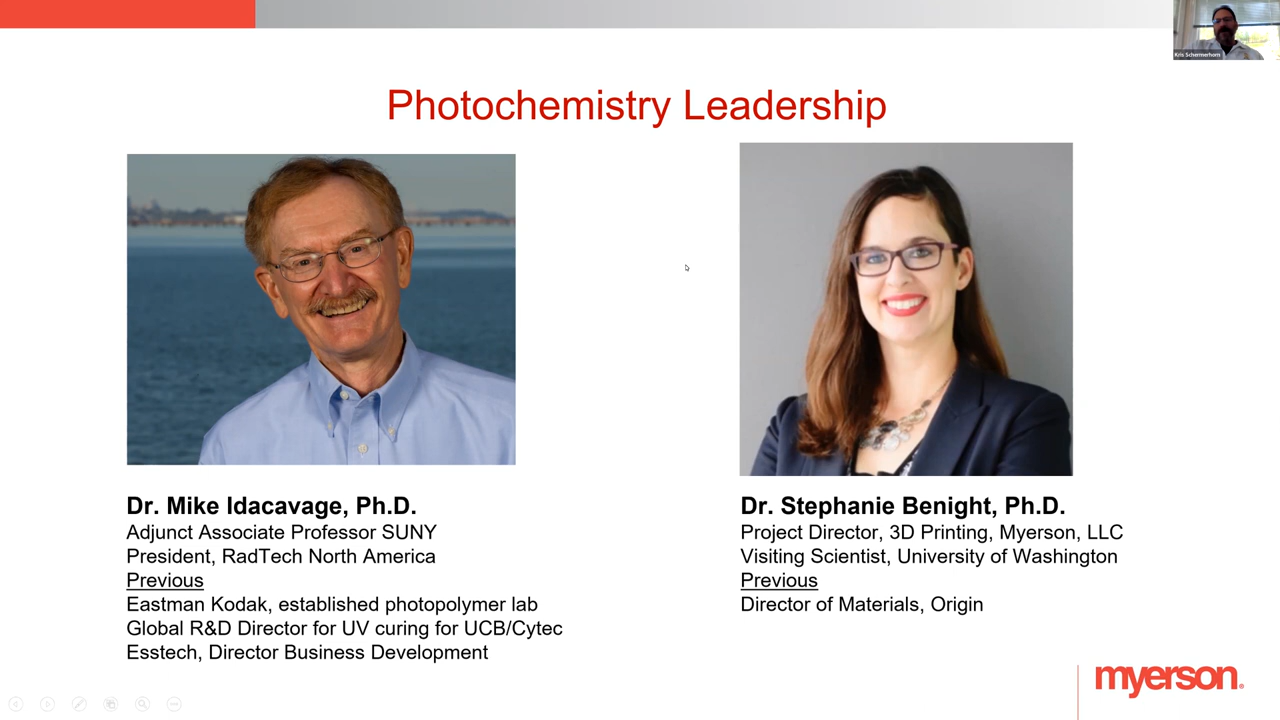 Kris Schermerhorn
Photochemistry Leadership
Dr. Mike Idacavage, Ph.D.
Adjunct Associate Professor SUNY
President, RadTech North America
Previous
Eastman Kodak, established photopolymer lab
Global R&D Director for UV curing for UCB/Cytec
Esstech, Director Business Development
Dr. Stephanie Benight, Ph.D.
Project Director, 3D Printing, Myerson, LLC
Visiting Scientist, University of Washington
Previous
Director of Materials, Origin
myerson®